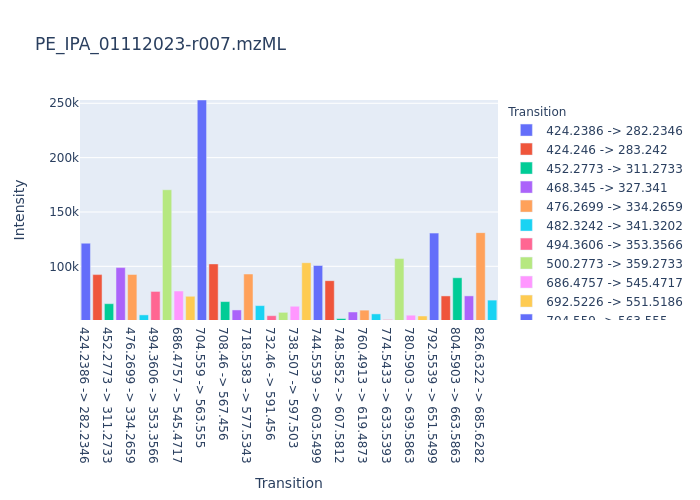 PE_IPA_01112023-r007.mzML
250k
200k
150k
100k
Intensity
424.2386 -> 282.2346
452.2773 -> 311.2733
476.2699 -> 334.2659
494.3606 -> 353.3566
686.4757 -> 545.4717
704.559 -> 563.555
708.46 -> 567.456
718.5383 -> 577.5343
732.46 -> 591.456
738.507 -> 597.503
744.5539 -> 603.5499
748.5852 -> 607.5812
760.4913 -> 619.4873
774.5433 -> 633.5393
780.5903 -> 639.5863
792.5539 -> 651.5499
804.5903 -> 663.5863
826.6322 -> 685.6282
Transition
Transition
424.2386 -> 282.2346
424.246 -> 283.242
452.2773 -> 311.2733
468.345 -> 327.341
476.2699 -> 334.2659
482.3242 -> 341.3202
494.3606 -> 353.3566
500.2773 -> 359.2733
686.4757 -> 545.4717
692.5226 -> 551.5186
704.559 -> 563.555